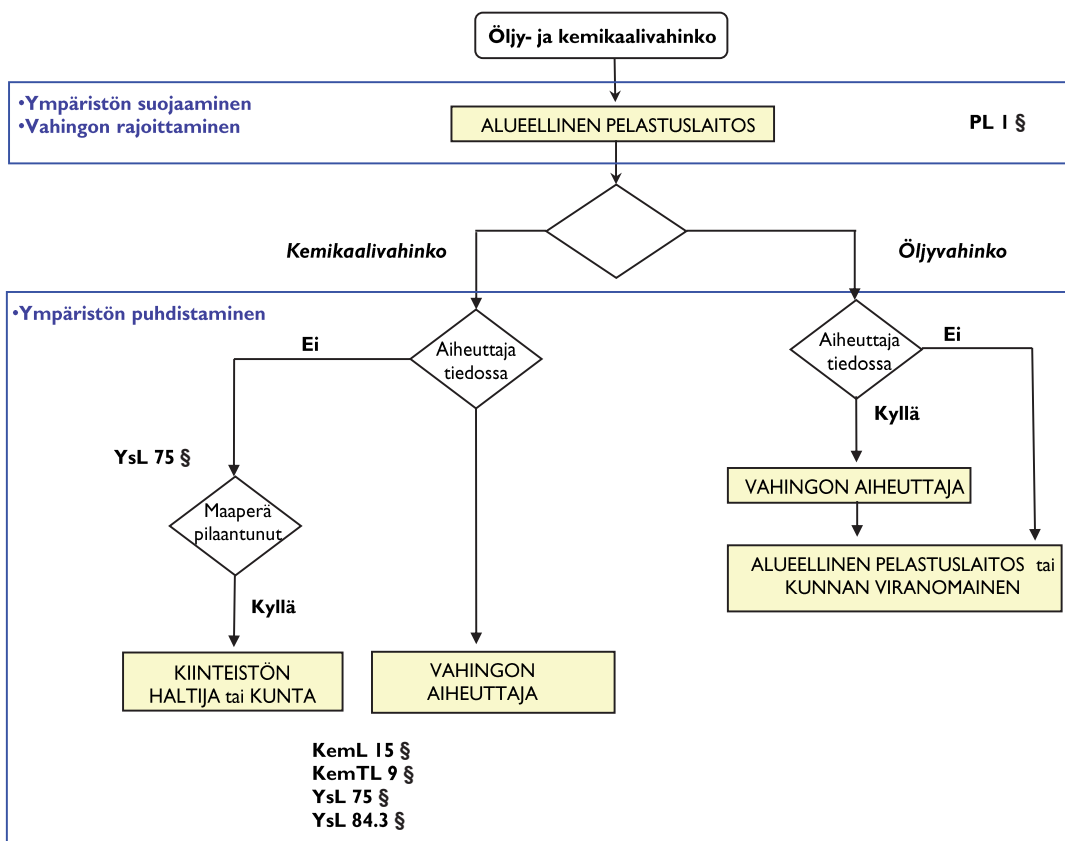 Öljy- ja kemikaalivahinko
•Ympäristön suojaaminen
•Vahingon rajoittaminen
ALUEELLINEN PELASTUSLAITOS
PL 1 §
Kemikaalivahinko
Öljyvahinko
•Ympäristön puhdistaminen
Ei
Aiheuttaja
tiedossa
Aiheuttaja
tiedossa
Ei
Kyllä
YsL 75 §
Maaperä
pilaantunut
VAHINGON AIHEUTTAJA
ALUEELLINEN PELASTUSLAITOS tai
KUNNAN VIRANOMAINEN
Kyllä
KIINTEISTÖN
HALTIJA tai KUNTA
VAHINGON
AIHEUTTAJA
KemL 15 §
KemTL 9 §
YsL 75 §
YsL 84.3 §